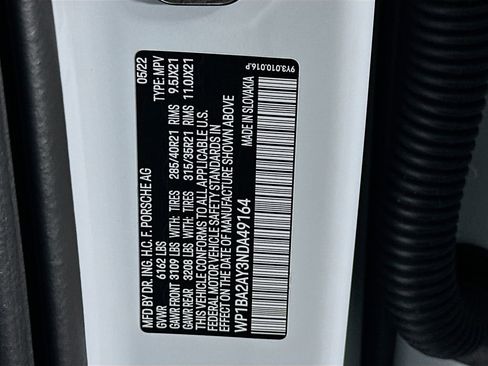 MFD BY DR. ING. H.C. F. PORSCHE AG 05/22
GVWR 6162 LBS TYPE: MPV
GAWR FRONT 3109 LBS WITH: TIRES 285/40R21 RIMS 9.5JX21
GAWR REAR 3208 LBS WITH: TIRES 315/35R21 RIMS 11.0JX21
THIS VEHICLE CONFORMS TO ALL APPLICABLE U.S.
FEDERAL MOTOR VEHICLE SAFETY STANDARDS IN
EFFECT ON THE DATE OF MANUFACTURE SHOWN ABOVE
WP1BA2AY3NDA49164 MADE IN SLOVAKIA
9Y3.010.016.P